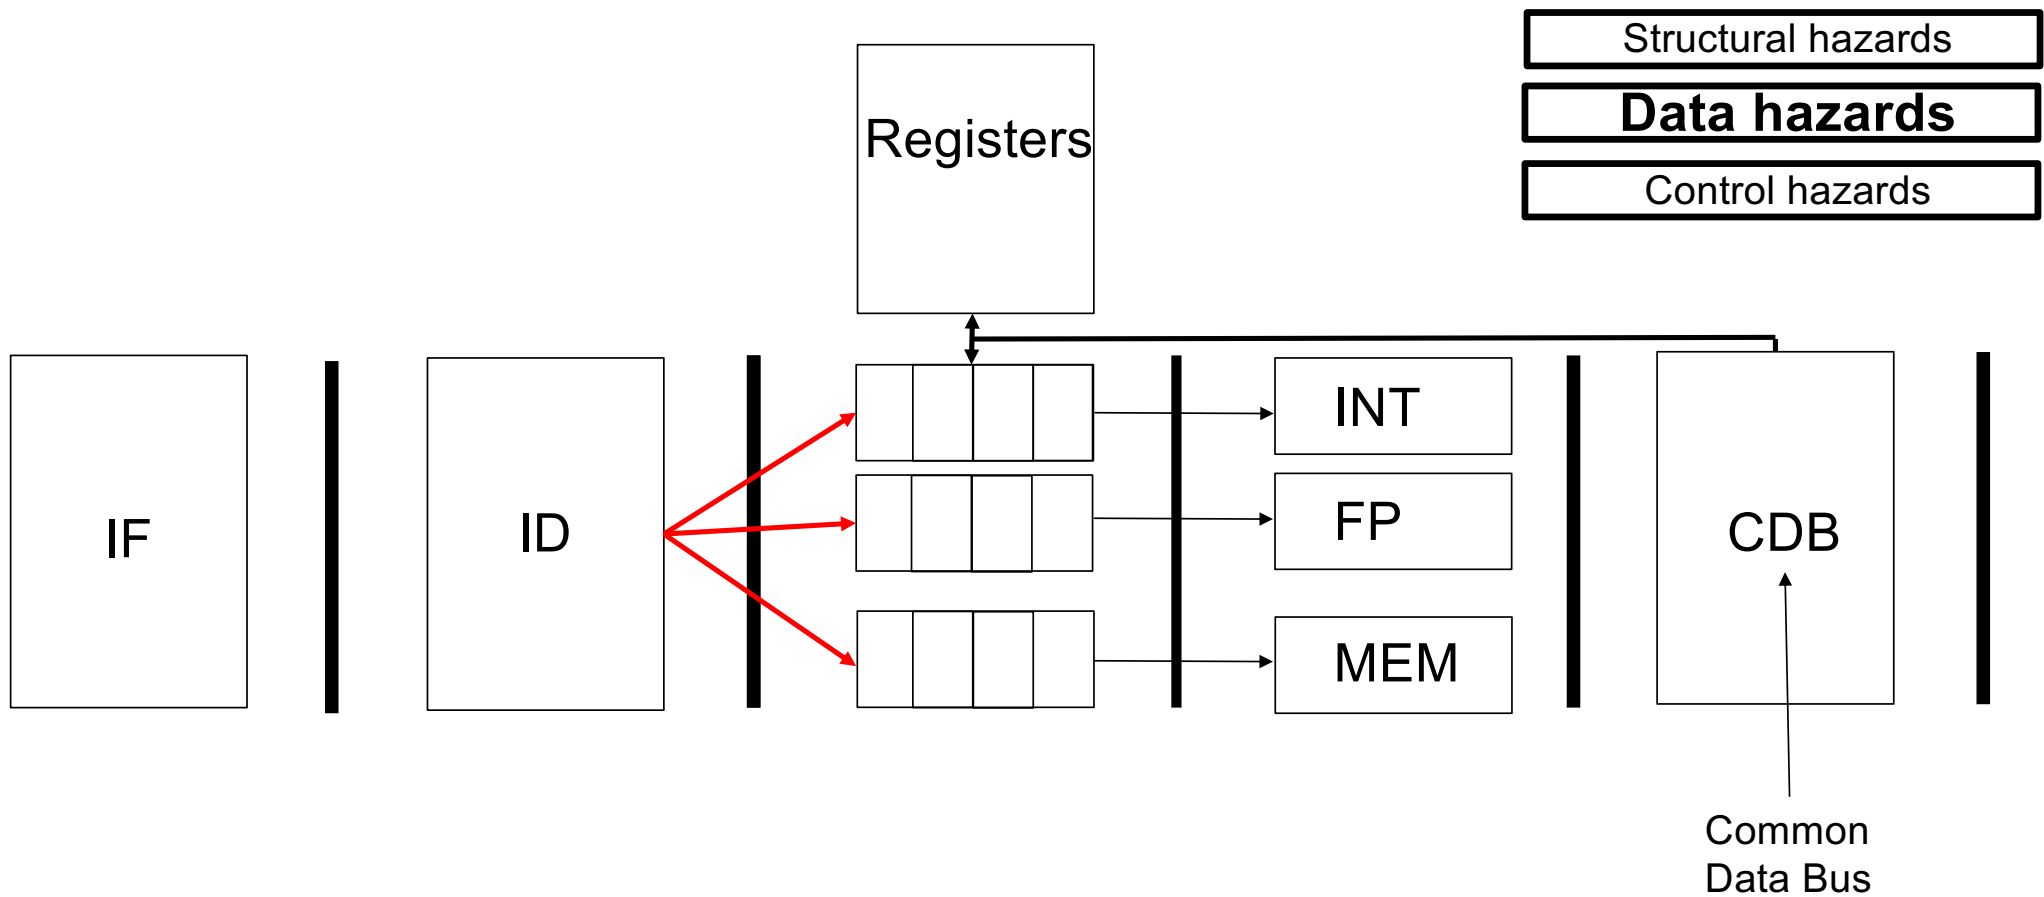 Structural hazards
Data hazards
Control hazards
Registers
IF
ID
INT
FP
MEM
CDB
Common
Data Bus